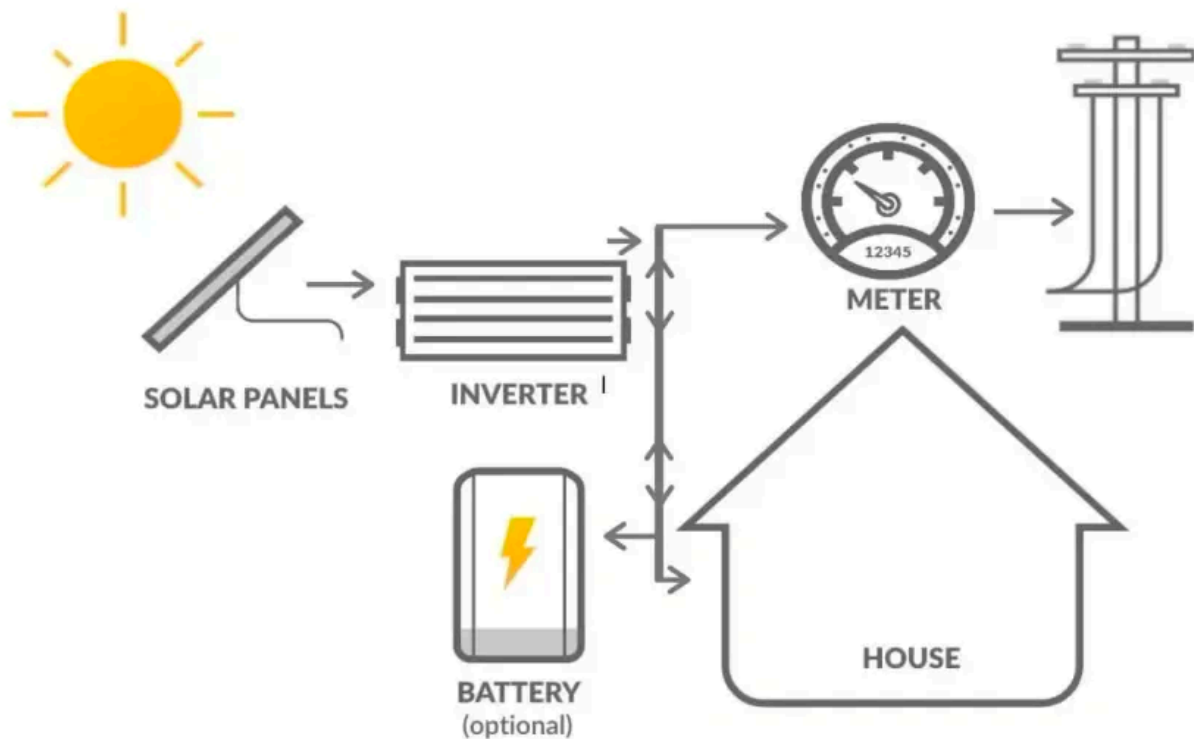 12345
METER
SOLAR PANELS
INVERTER
BATTERY
(optional)
HOUSE